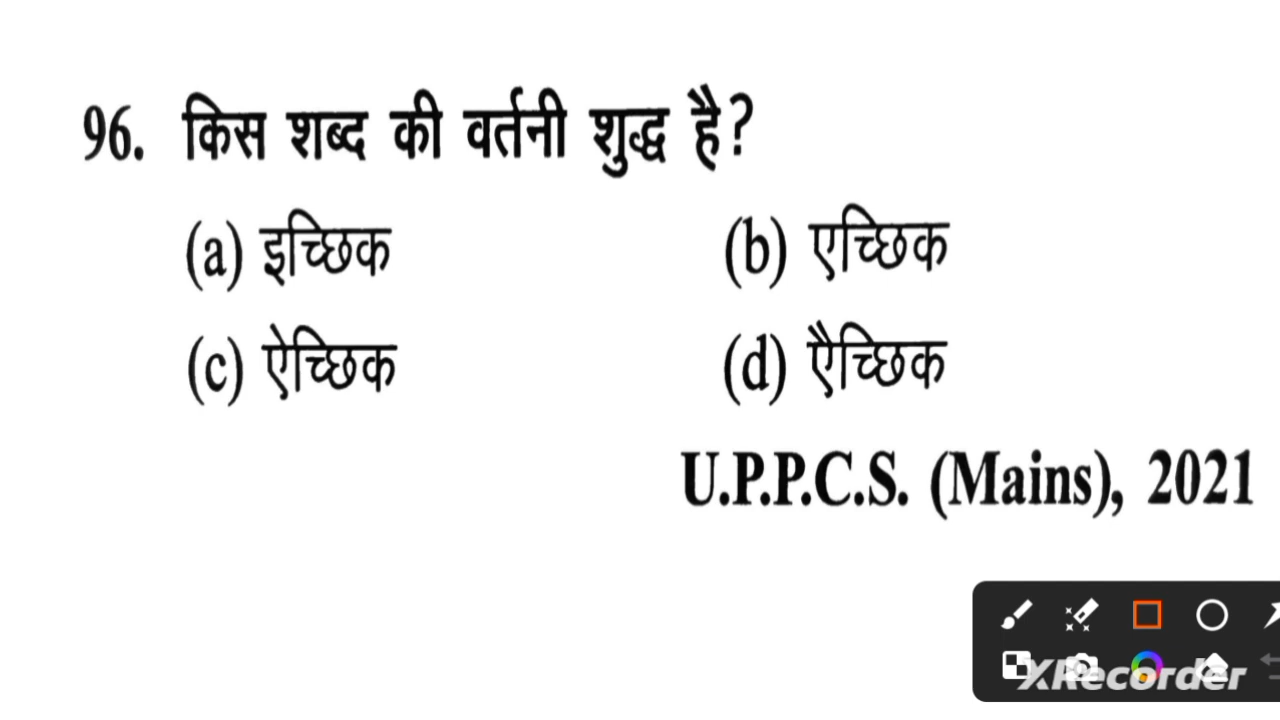 96. किस शब्द की वर्तनी शुद्ध है?
(a) इच्छिक (b) एच्छिक
(c) ऐच्छिक (d) एैच्छिक
U.P.P.C.S. (Mains), 2021
XRecorder